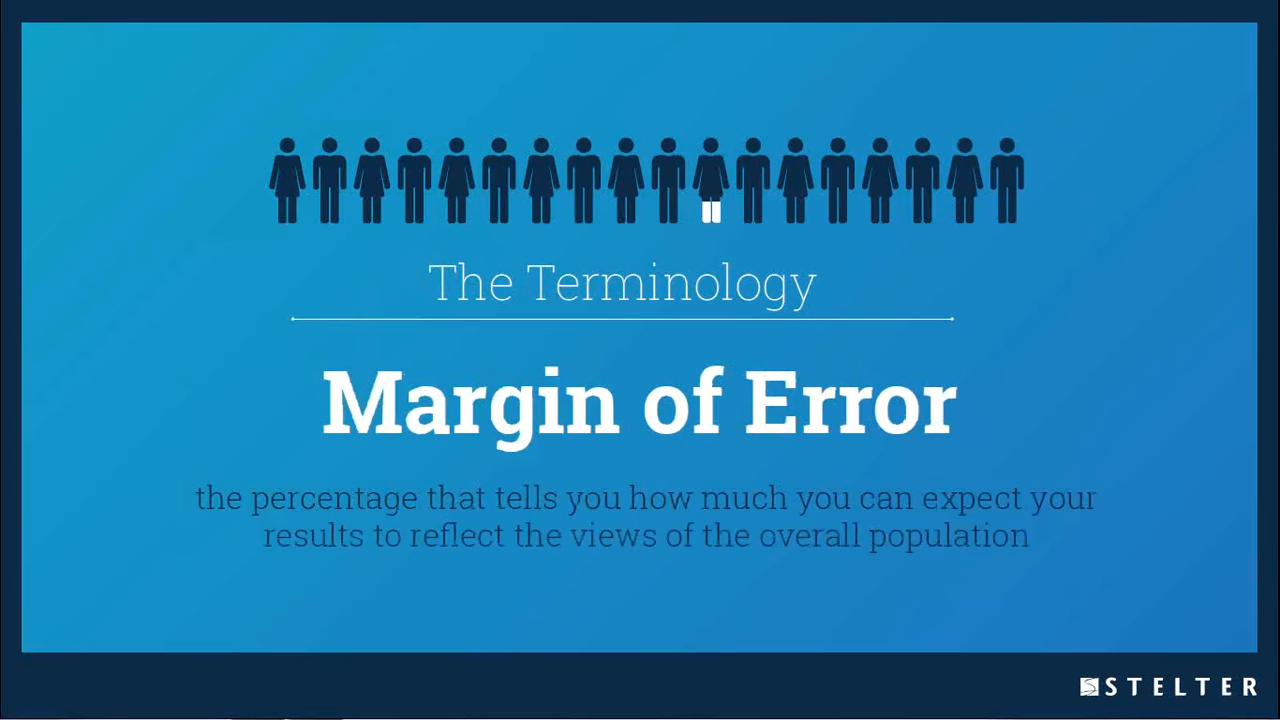 The Terminology
Margin of Error
the percentage that tells you how much you can expect your
results to reflect the views of the overall population
STELTER